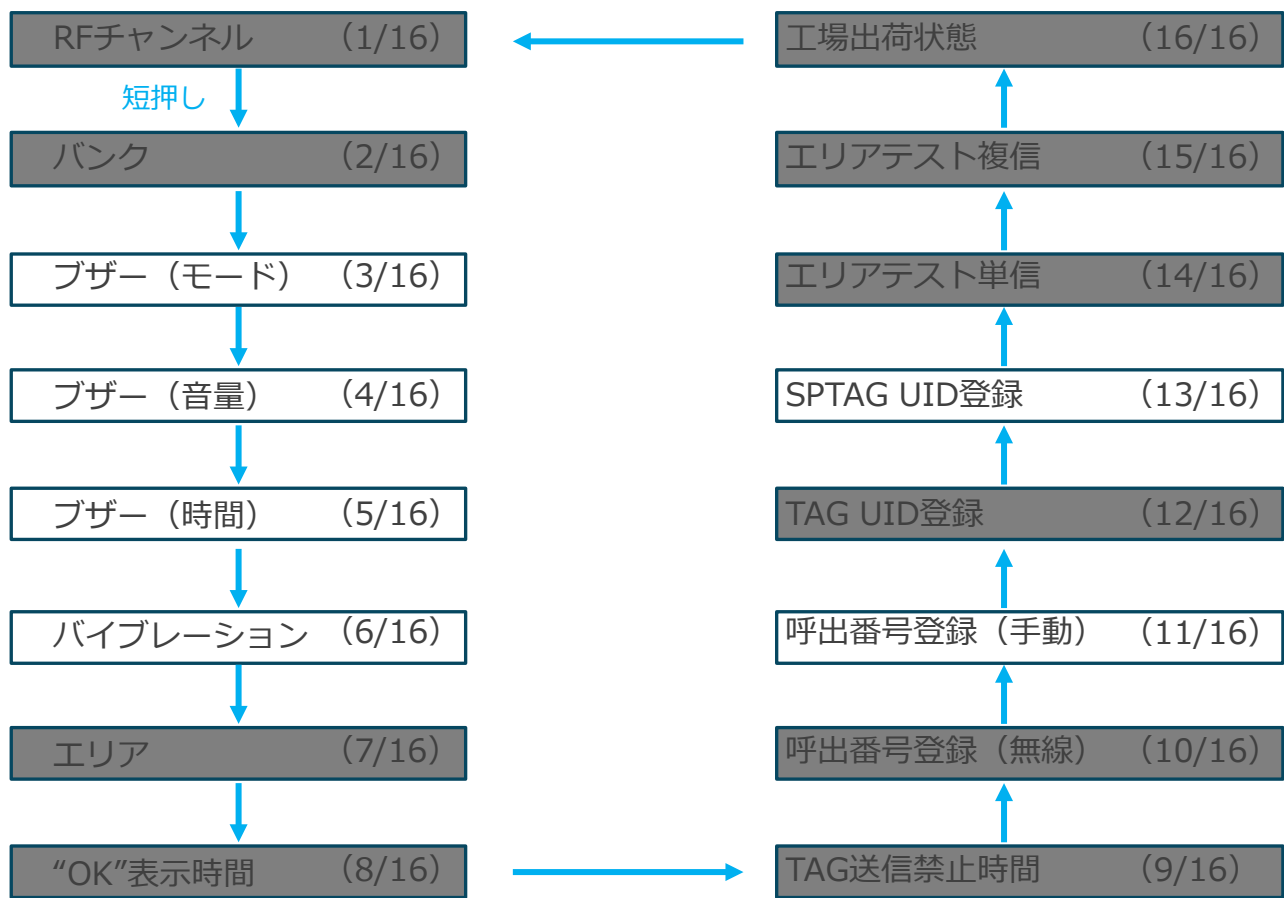 RFチャンネル （1/16）
短押し
バンク （2/16）
ブザー（モード） （3/16）
ブザー（音量） （4/16）
ブザー（時間） （5/16）
バイブレーション （6/16）
エリア （7/16）
“OK”表示時間 （8/16）
TAG送信禁止時間 （9/16）
呼出番号登録（無線） （10/16）
呼出番号登録（手動） （11/16）
TAG UID登録 （12/16）
SPTAG UID登録 （13/16）
エリアテスト単信 （14/16）
エリアテスト複信 （15/16）
工場出荷状態 （16/16）